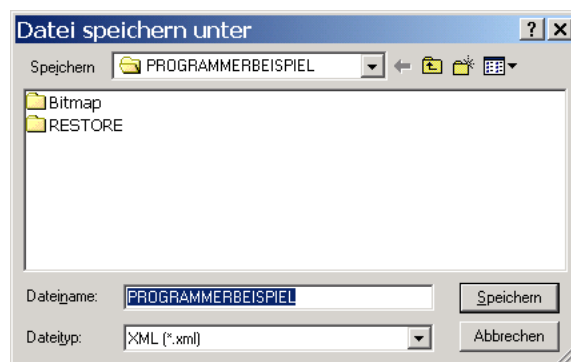 Datei speichern unter
Speichern PROGRAMMERBEISPIEL
Bitmap
RESTORE
Dateiname: PROGRAMMERBEISPIEL Speichern
Dateityp: XML (*.xml) Abbrechen